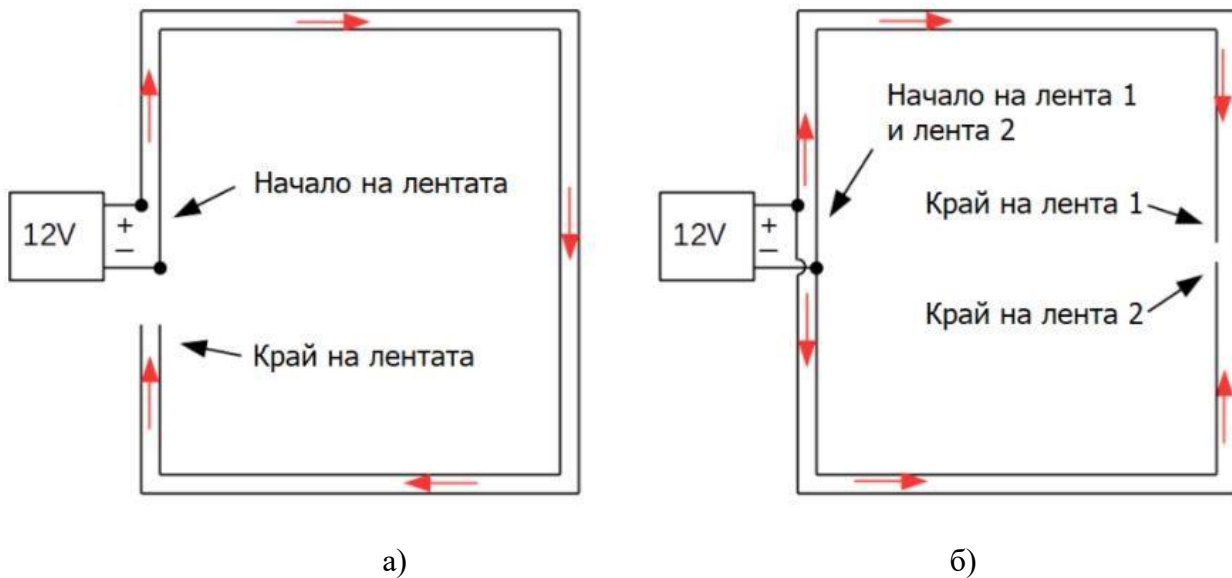 12V
+
−
Начало на лентата
Край на лентата
а)
12V
+
−
Начало на лента 1
и лента 2
Край на лента 1
Край на лента 2
б)